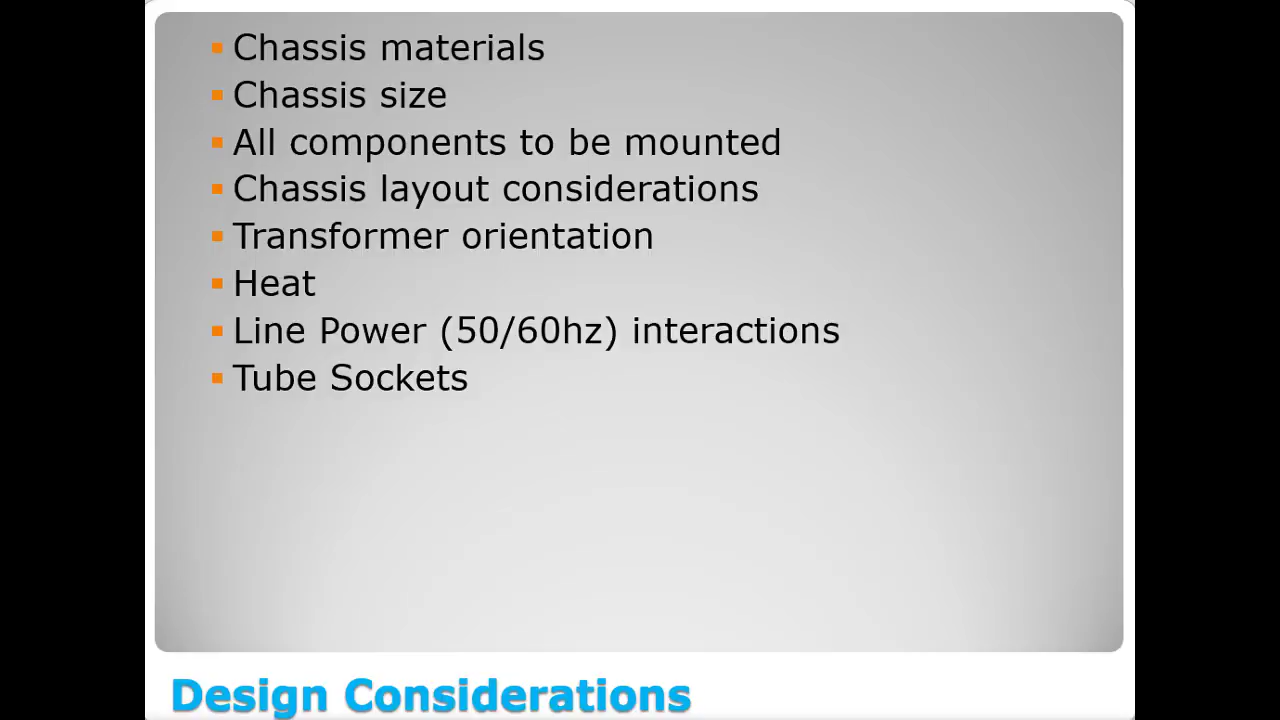 Chassis materials
Chassis size
All components to be mounted
Chassis layout considerations
Transformer orientation
Heat
Line Power (50/60hz) interactions
Tube Sockets
Design Considerations